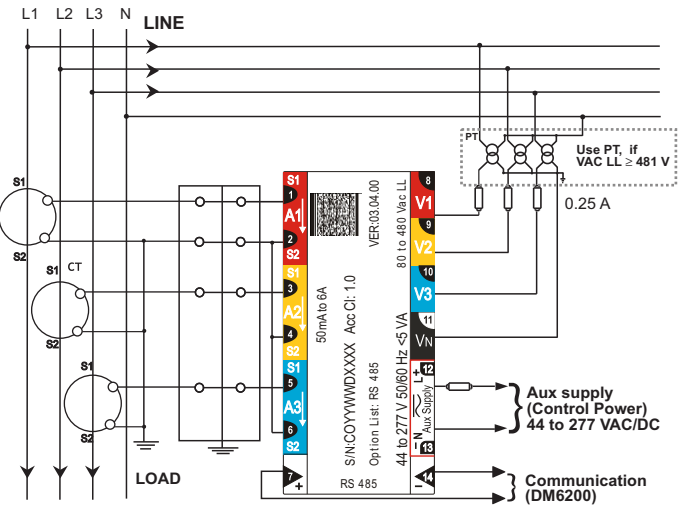 L1 L2 L3 N
LINE
PT
Use PT, if
VAC LL ≥ 481 V
0.25 A
S1
S2
S1 CT
S2
S1
S2
LOAD
S1
1
A1
2
S2
S1
3
A2
4
S2
S1
5
A3
6
S2
7
+
VER:03.04.00
50mA to 6A Acc Cl: 1.0
S/N:COYYWWDXXXX
Option List: RS 485
RS 485
80 to 480 Vac LL
44 to 277 V 50/60 Hz <5 VA
8
V1
9
V2
10
V3
11
VN
12
L+
Aux Supply
– N
13
14
–
Aux supply
(Control Power)
44 to 277 VAC/DC
Communication
(DM6200)